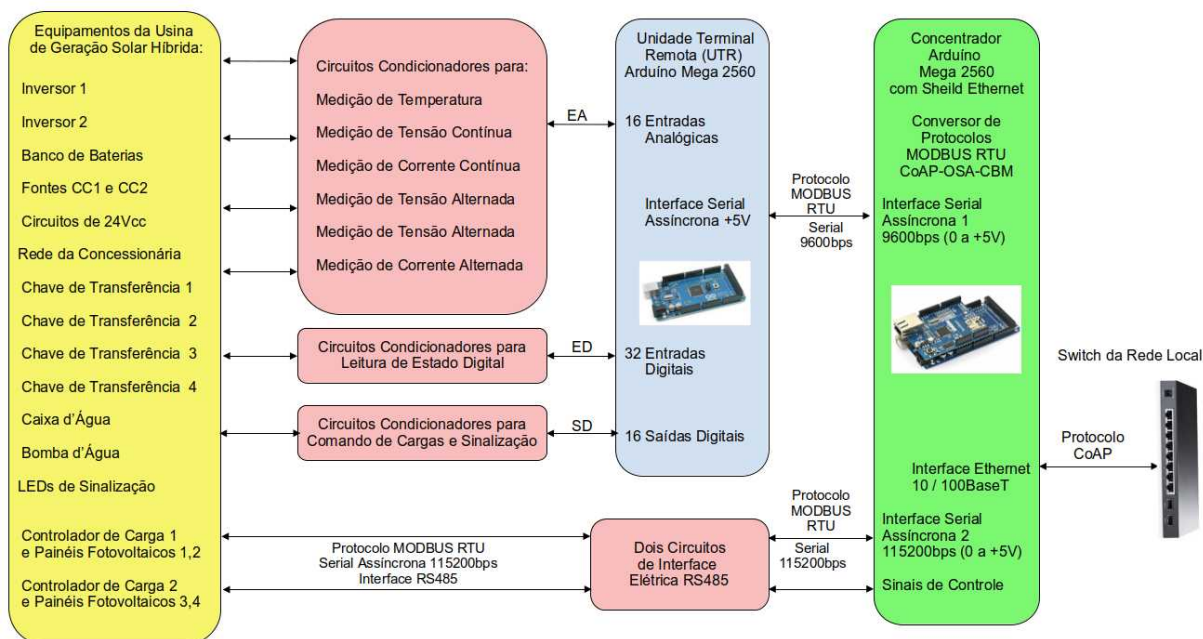 Equipamentos da Usina
de Geração Solar Híbrida:
Inversor 1
Inversor 2
Banco de Baterias
Fontes CC1 e CC2
Circuitos de 24Vcc
Rede da Concessionária
Chave de Transferência 1
Chave de Transferência 2
Chave de Transferência 3
Chave de Transferência 4
Caixa d'Água
Bomba d'Água
LEDs de Sinalização
Controlador de Carga 1
e Painéis Fotovoltaicos 1,2
Controlador de Carga 2
e Painéis Fotovoltaicos 3,4
Circuitos Condicionadores para:
Medição de Temperatura
Medição de Tensão Contínua
Medição de Corrente Contínua
Medição de Tensão Alternada
Medição de Tensão Alternada
Medição de Corrente Alternada
Circuitos Condicionadores para
Leitura de Estado Digital
Circuitos Condicionadores para
Comando de Cargas e Sinalização
Protocolo MODBUS RTU
Serial Assíncrona 115200bps
Interface RS485
EA
ED
SD
Unidade Terminal
Remota (UTR)
Arduíno Mega 2560
16 Entradas
Analógicas
Interface Serial
Assíncrona +5V
32 Entradas
Digitais
16 Saídas Digitais
Dois Circuitos
de Interface
Elétrica RS485
Protocolo
MODBUS
RTU
Serial
9600bps
Protocolo
MODBUS
RTU
Serial
115200bps
Concentrador
Arduíno
Mega 2560
com Sheild Ethernet
Conversor de
Protocolos
MODBUS RTU
CoAP-OSA-CBM
Interface Serial
Assíncrona 1
9600bps (0 a +5V)
Interface Ethernet
10 / 100BaseT
Interface Serial
Assíncrona 2
115200bps (0 a +5V)
Sinais de Controle
Switch da Rede Local
Protocolo
CoAP